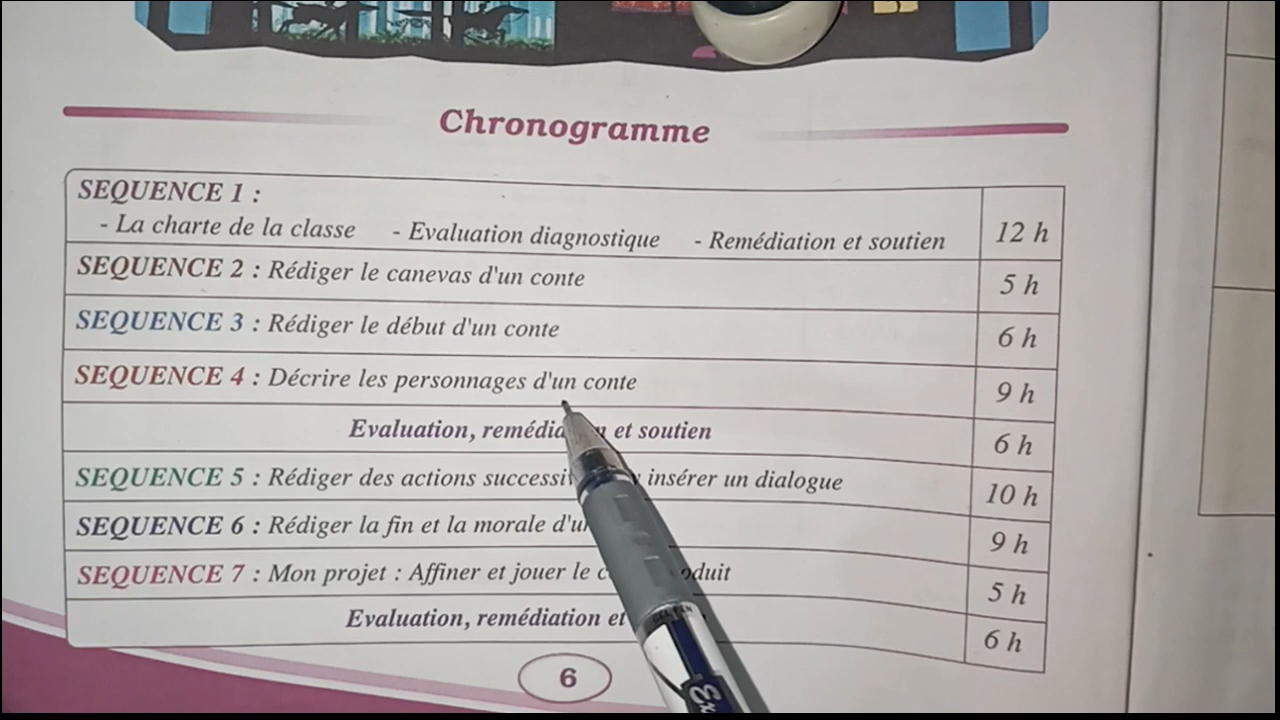 Chronogramme
SEQUENCE 1 :
- La charte de la classe - Evaluation diagnostique - Remédiation et soutien 12 h
SEQUENCE 2 : Rédiger le canevas d'un conte 5 h
SEQUENCE 3 : Rédiger le début d'un conte 6 h
SEQUENCE 4 : Décrire les personnages d'un conte 9 h
Evaluation, et soutien 6 h
SEQUENCE 5 : Rédiger des actions insérer un dialogue 10 h
SEQUENCE 6 : Rédiger la fin et la morale 9 h
SEQUENCE 7 : Mon projet : Affiner et jouer le 5 h
Evaluation, remédiation et 6 h
6